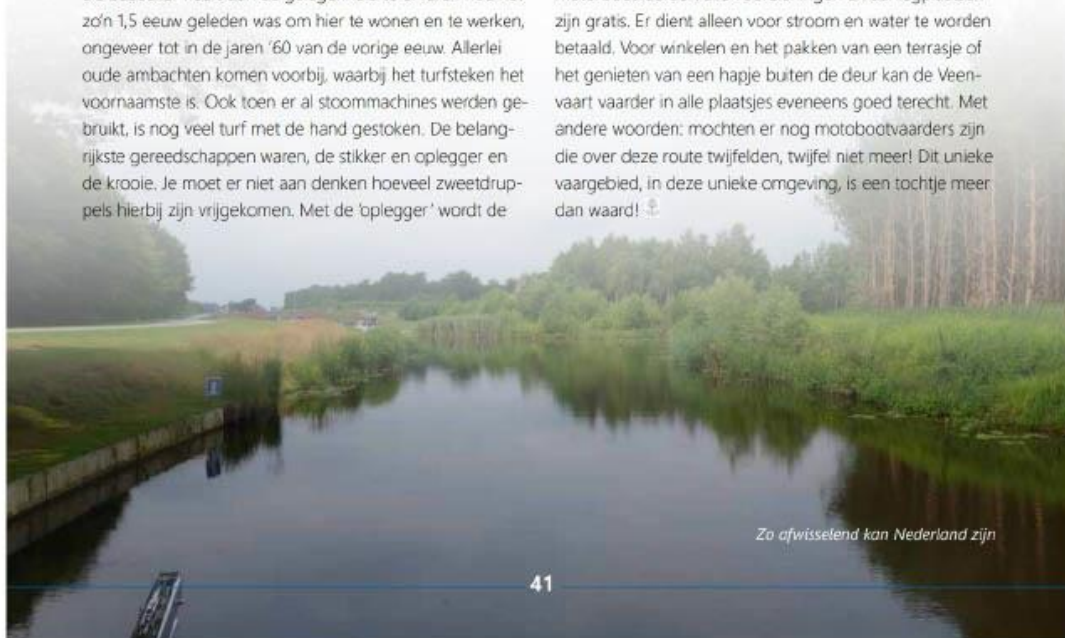 zo'n 1,5 eeuw geleden was om hier te wonen en te werken,
ongeveer tot in de jaren '60 van de vorige eeuw. Allerlei
oude ambachten komen voorbij, waarbij het turfsteken het
voornaamste is. Ook toen er al stoommachines werden ge-
bruikt, is nog veel turf met de hand gestoken. De belang-
rijkste gereedschappen waren, de stikker en oplegger en
de krooie. Je moet er niet aan denken hoeveel zweetdrup-
pels hierbij zijn vrijgekomen. Met de 'oplegger' wordt de
zijn gratis. Er dient alleen voor stroom en water te worden
betaald. Voor winkelen en het pakken van een terrasje of
het genieten van een hapje buiten de deur kan de Veen-
vaart vaarder in alle plaatsjes eveneens goed terecht. Met
andere woorden: mochten er nog motobootvaarders zijn
die over deze route twijfelden, twijfel niet meer! Dit unieke
vaargebied, in deze unieke omgeving, is een tochtje meer
dan waard!
Zo afwisselend kan Nederland zijn
41